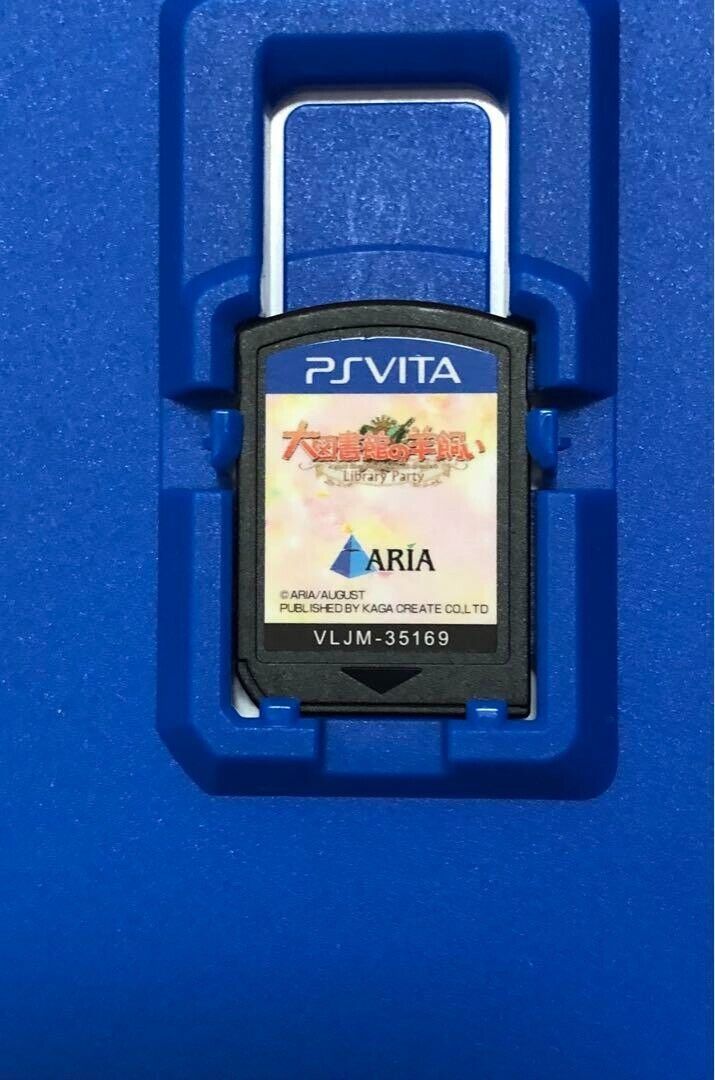 PSVITA
大図書館の羊飼い
Library Party
ARIA
© ARIA/AUGUST
PUBLISHED BY KAGA CREATE CO.,LTD
VLJM-35169